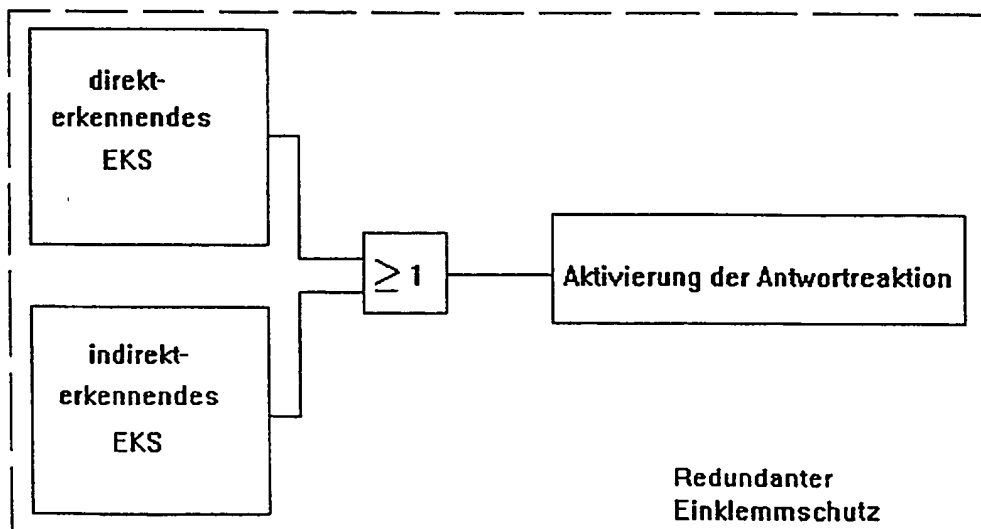 direkt-
erkennendes
EKS
indirekt-
erkennendes
EKS
≥ 1
Aktivierung der Antwortreaktion
Redundanter
Einklemmschutz